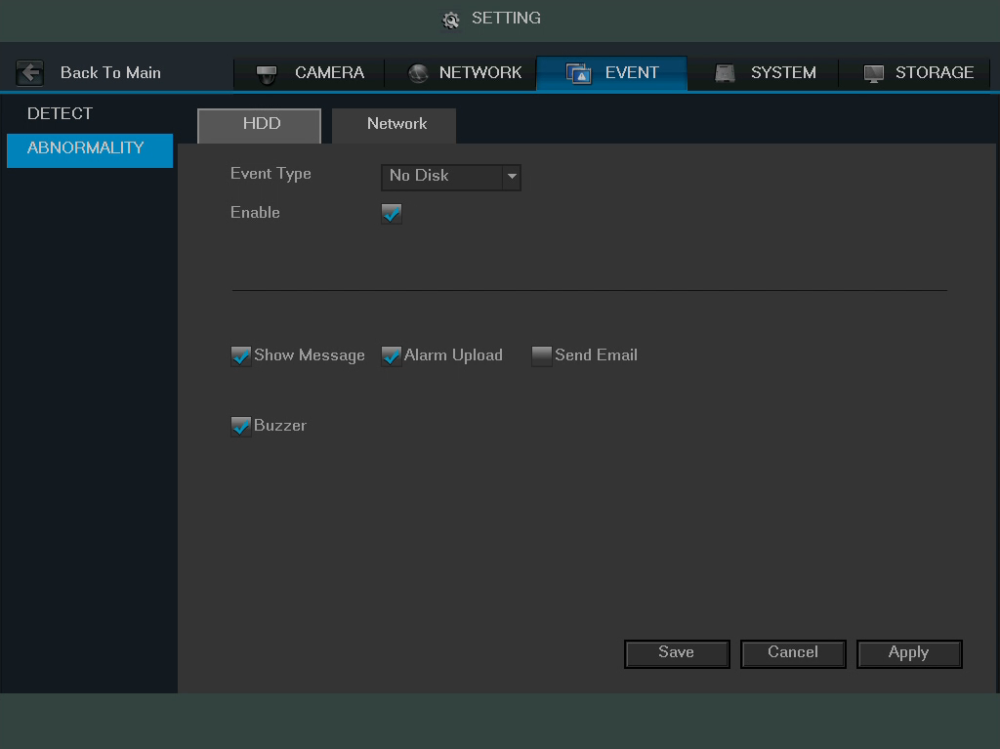 SETTING
Back To Main
CAMERA
NETWORK
EVENT
SYSTEM
STORAGE
DETECT
ABNORMALITY
HDD
Network
Event Type
No Disk
Enable
Show Message
Alarm Upload
Send Email
Buzzer
Save
Cancel
Apply